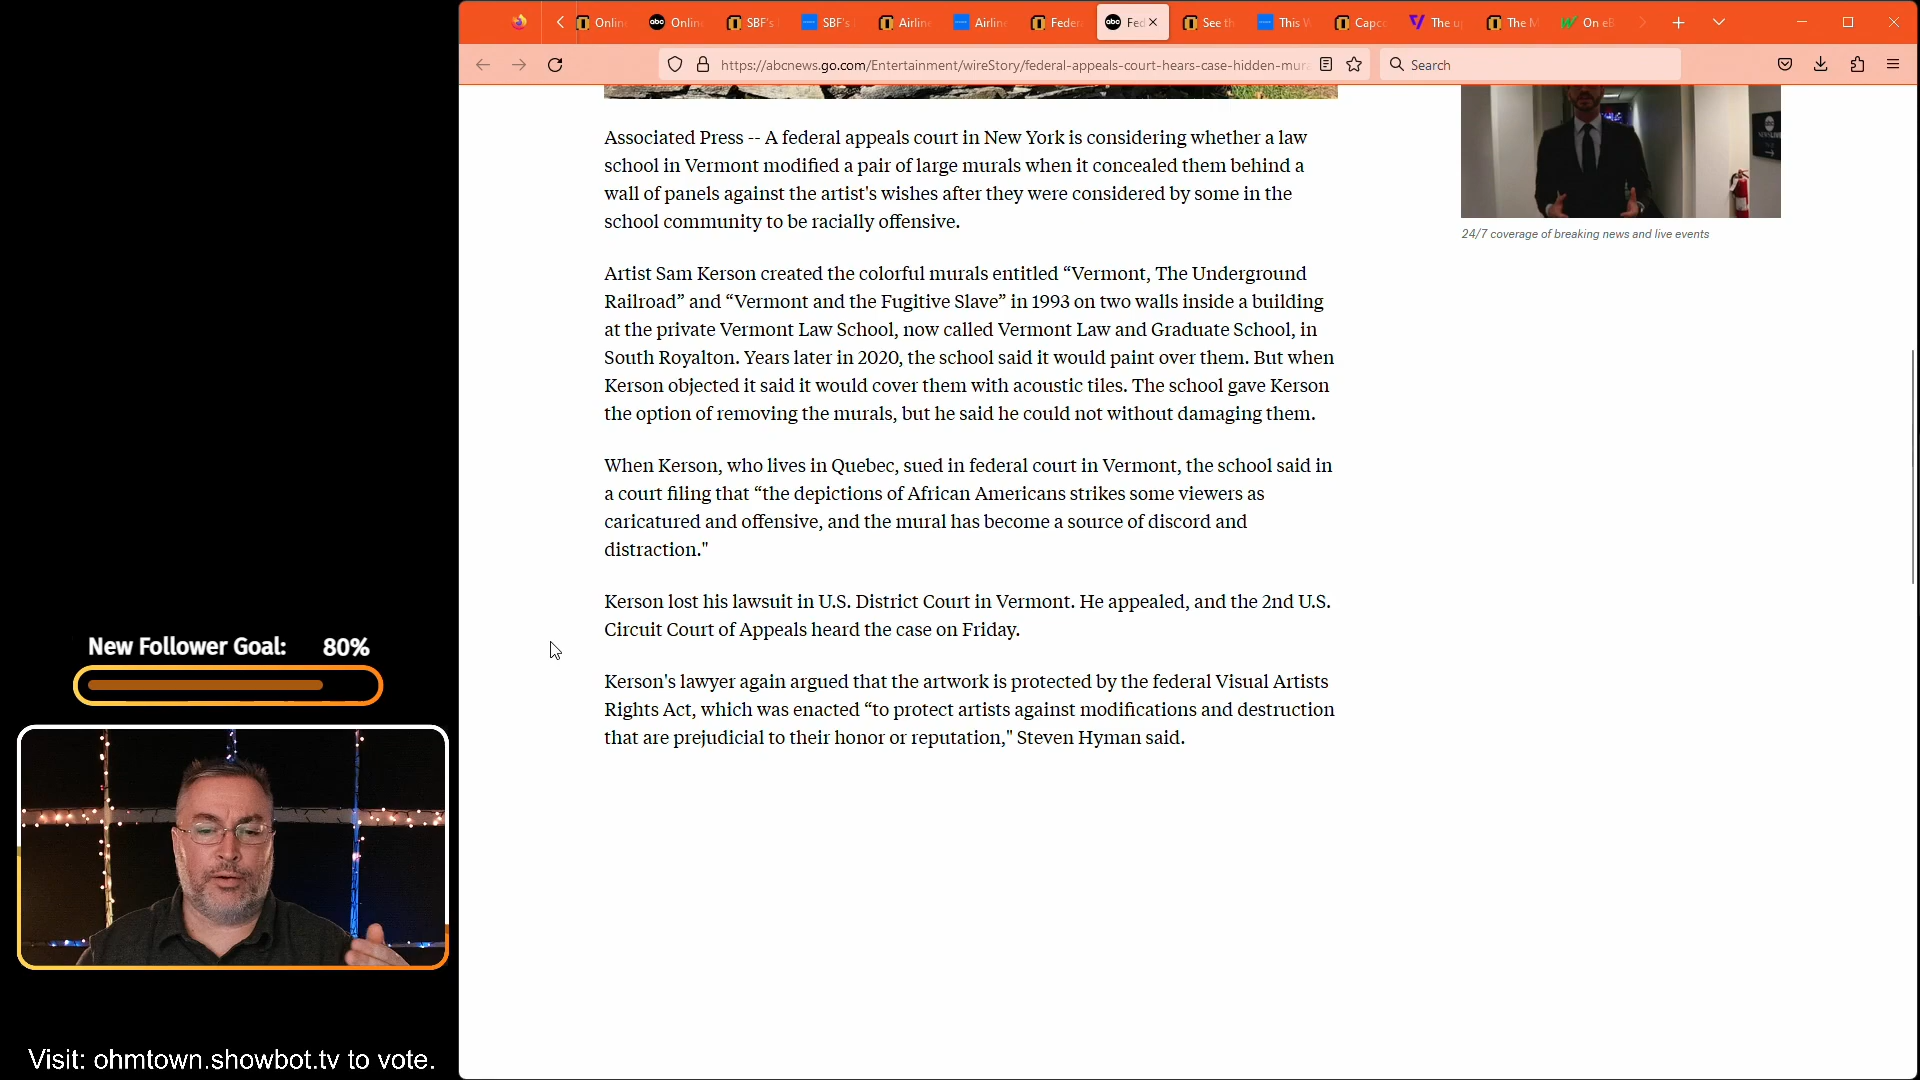 Online
Online
SBF's
SBF's
Airline
Airline
Federa
Fed
See th
This W
Capco
The u
The M
On eB
https://abcnews.go.com/Entertainment/wireStory/federal-appeals-court-hears-case-hidden-mura
Search
Associated Press -- A federal appeals court in New York is considering whether a law
school in Vermont modified a pair of large murals when it concealed them behind a
wall of panels against the artist's wishes after they were considered by some in the
school community to be racially offensive.
Artist Sam Kerson created the colorful murals entitled “Vermont, The Underground
Railroad” and “Vermont and the Fugitive Slave” in 1993 on two walls inside a building
at the private Vermont Law School, now called Vermont Law and Graduate School, in
South Royalton. Years later in 2020, the school said it would paint over them. But when
Kerson objected it said it would cover them with acoustic tiles. The school gave Kerson
the option of removing the murals, but he said he could not without damaging them.
When Kerson, who lives in Quebec, sued in federal court in Vermont, the school said in
a court filing that “the depictions of African Americans strikes some viewers as
caricatured and offensive, and the mural has become a source of discord and
distraction."
Kerson lost his lawsuit in U.S. District Court in Vermont. He appealed, and the 2nd U.S.
Circuit Court of Appeals heard the case on Friday.
Kerson's lawyer again argued that the artwork is protected by the federal Visual Artists
Rights Act, which was enacted “to protect artists against modifications and destruction
that are prejudicial to their honor or reputation," Steven Hyman said.
24/7 coverage of breaking news and live events
New Follower Goal: 80%
Visit: ohmtown.showbot.tv to vote.